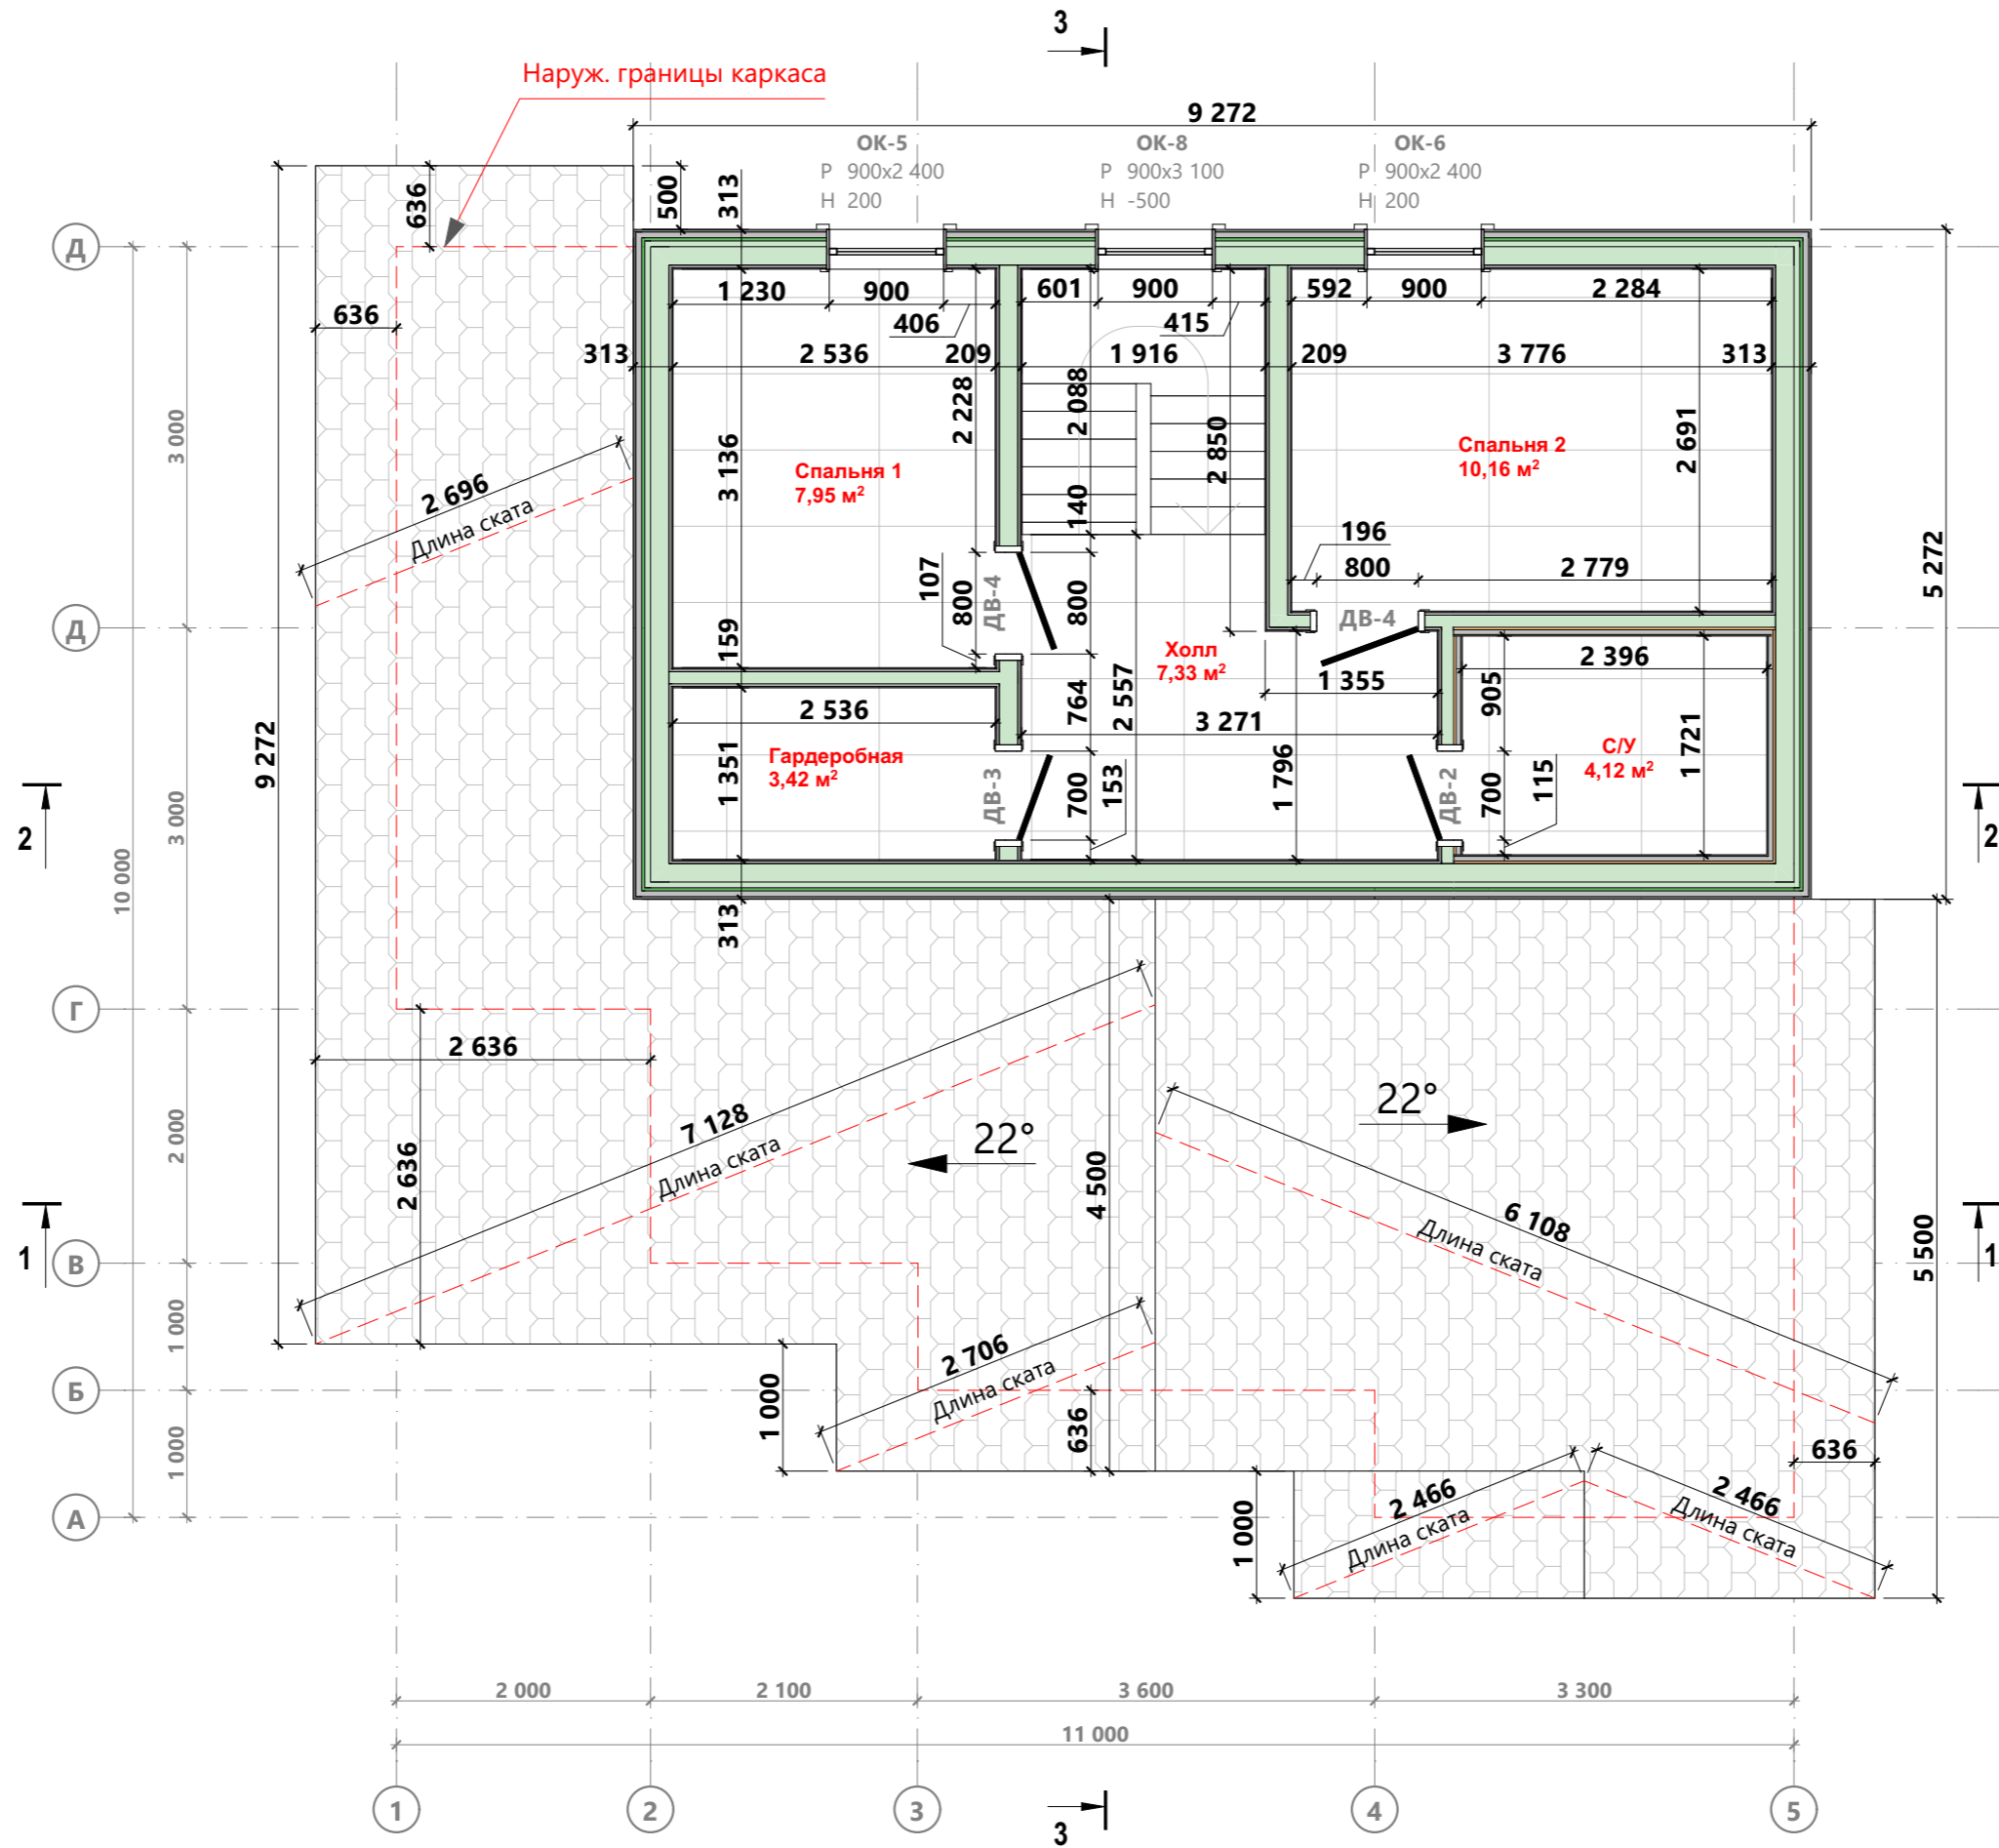 3
Наруж. границы каркаса
9 272
ОК-5
Р 900x2 400
Н 200
ОК-8
Р 900x3 100
Н -500
ОК-6
Р 900x2 400
Н 200
636
500
313
Д
1 230
900
406
601
900
415
592
900
2 284
636
313
2 536
209
1 916
209
3 776
313
3 000
2 228
2 088
2 850
2 691
Спальня 1
7,95 м²
Спальня 2
10,16 м²
3 136
2 696
Длина ската
140
196
800
2 779
5 272
107
800
ДВ-4
800
ДВ-4
Д
159
Холл
7,33 м²
2 396
1 355
905
764
2 557
2 536
3 271
9 272
Гардеробная
3,42 м²
С/У
4,12 м²
1 721
1 351
ДВ-3
700
153
1 796
ДВ-2
700
115
3 000
2
2
10 000
313
Г
2 636
7 128
Длина ската
22°
22°
2 000
2 636
4 500
6 108
Длина ската
5 500
1
В
1
1 000
2 706
Длина ската
Б
1 000
636
636
1 000
2 466
Длина ската
2 466
Длина ската
А
1 000
2 000
2 100
3 600
3 300
11 000
1
2
3
4
5
3